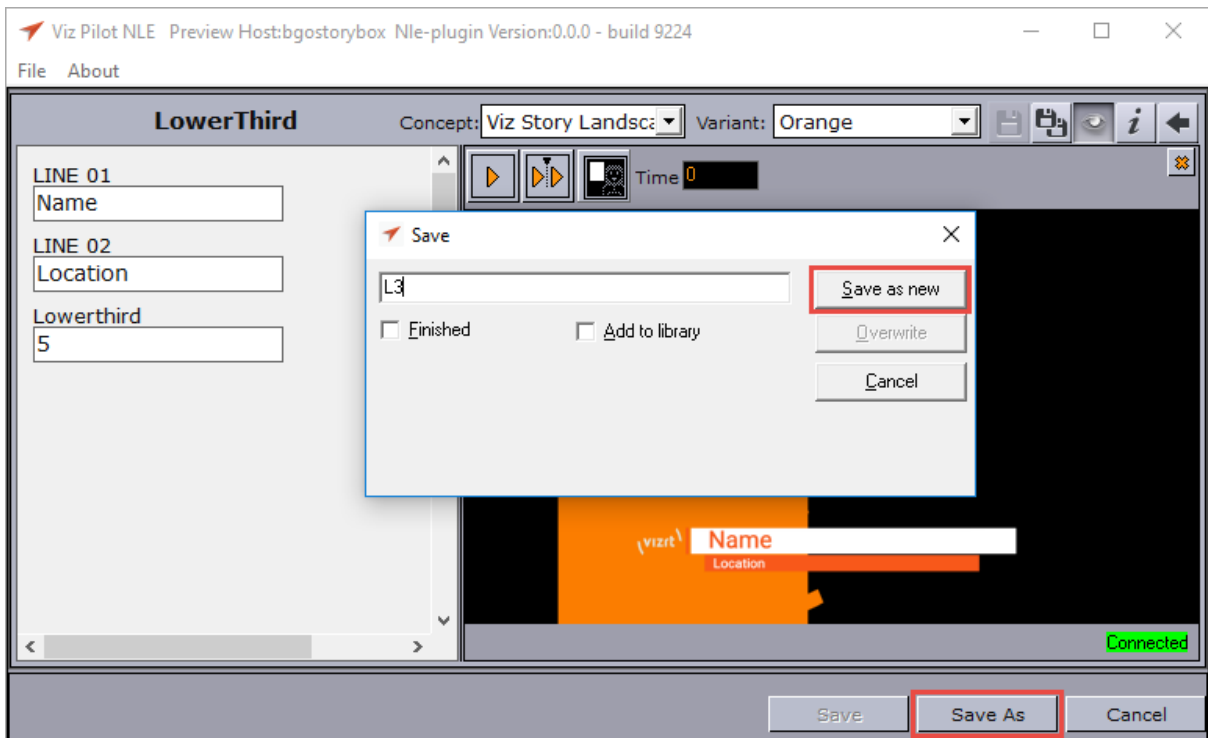 Viz Pilot NLE Preview Host:bgostorybox Nle-plugin Version:0.0.0 - build 9224
File About
LowerThird
Concept: Viz Story Landsca
Variant: Orange
LINE 01
Name
LINE 02
Location
Lowerthird
5
Time 0
Save
L3
Save as new
Finished
Add to library
Overwrite
Cancel
vizrt
Name
Location
Connected
Save
Save As
Cancel